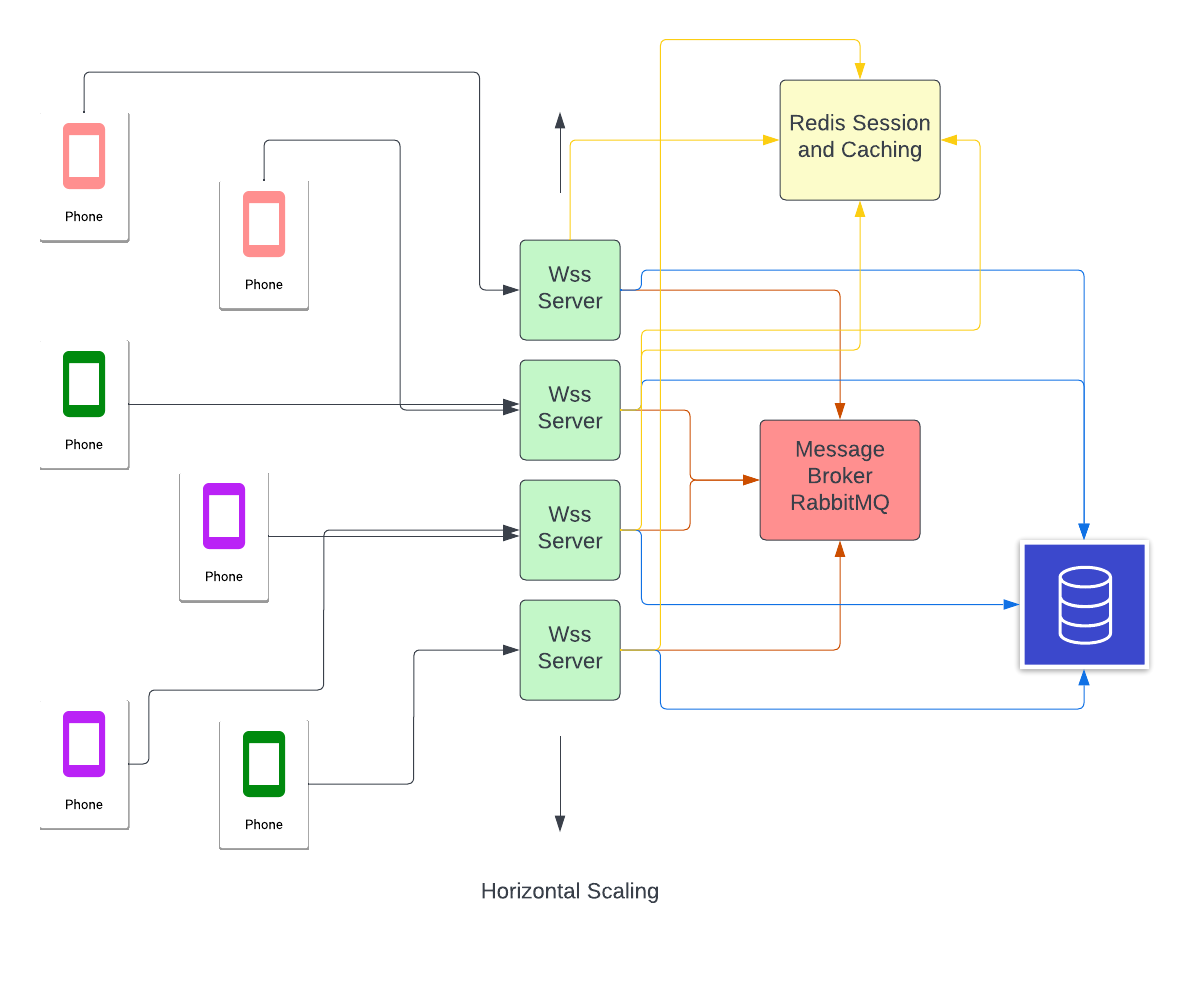 Redis Session
and Caching
Phone
Phone
Wss
Server
Wss
Server
Phone
Message
Broker
RabbitMQ
Wss
Server
Phone
Wss
Server
Phone
Phone
Horizontal Scaling